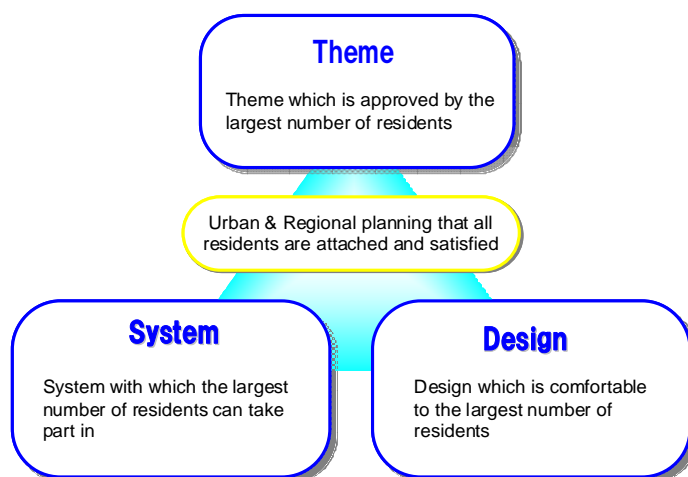 Theme
Theme which is approved by the
largest number of residents
Urban & Regional planning that all
residents are attached and satisfied
System
System with which the largest
number of residents can take
part in
Design
Design which is comfortable
to the largest number of
residents